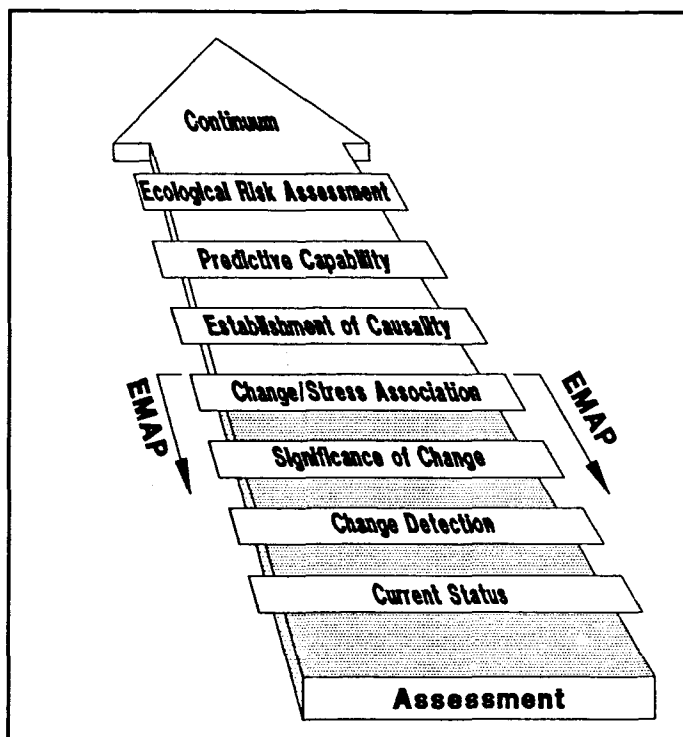 Continuum
Ecological Risk Assessment
Predictive Capability
Establishment of Causality
Change/Stress Association
EMAP
EMAP
Significance of Change
Change Detection
Current Status
Assessment